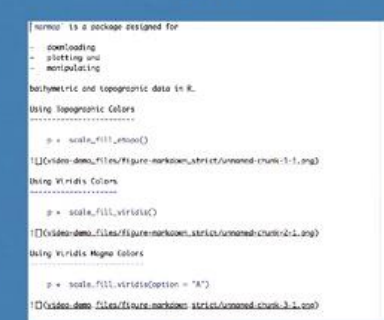 `marmap` is a package designed for
-   downloading
-   plotting and
-   manipulating
bathymetric and topographic data in R.
Using Topographic Colors
------------------------
p + scale_fill_etopo()
![](video-demo_files/figure-markdown_strict/unnamed-chunk-1-1.png)
Using Viridis Colors
--------------------
p + scale_fill_viridis()
![](video-demo_files/figure-markdown_strict/unnamed-chunk-2-1.png)
Using Viridis Magma Colors
--------------------------
p + scale_fill_viridis(option = "A")
![](video-demo_files/figure-markdown_strict/unnamed-chunk-3-1.png)